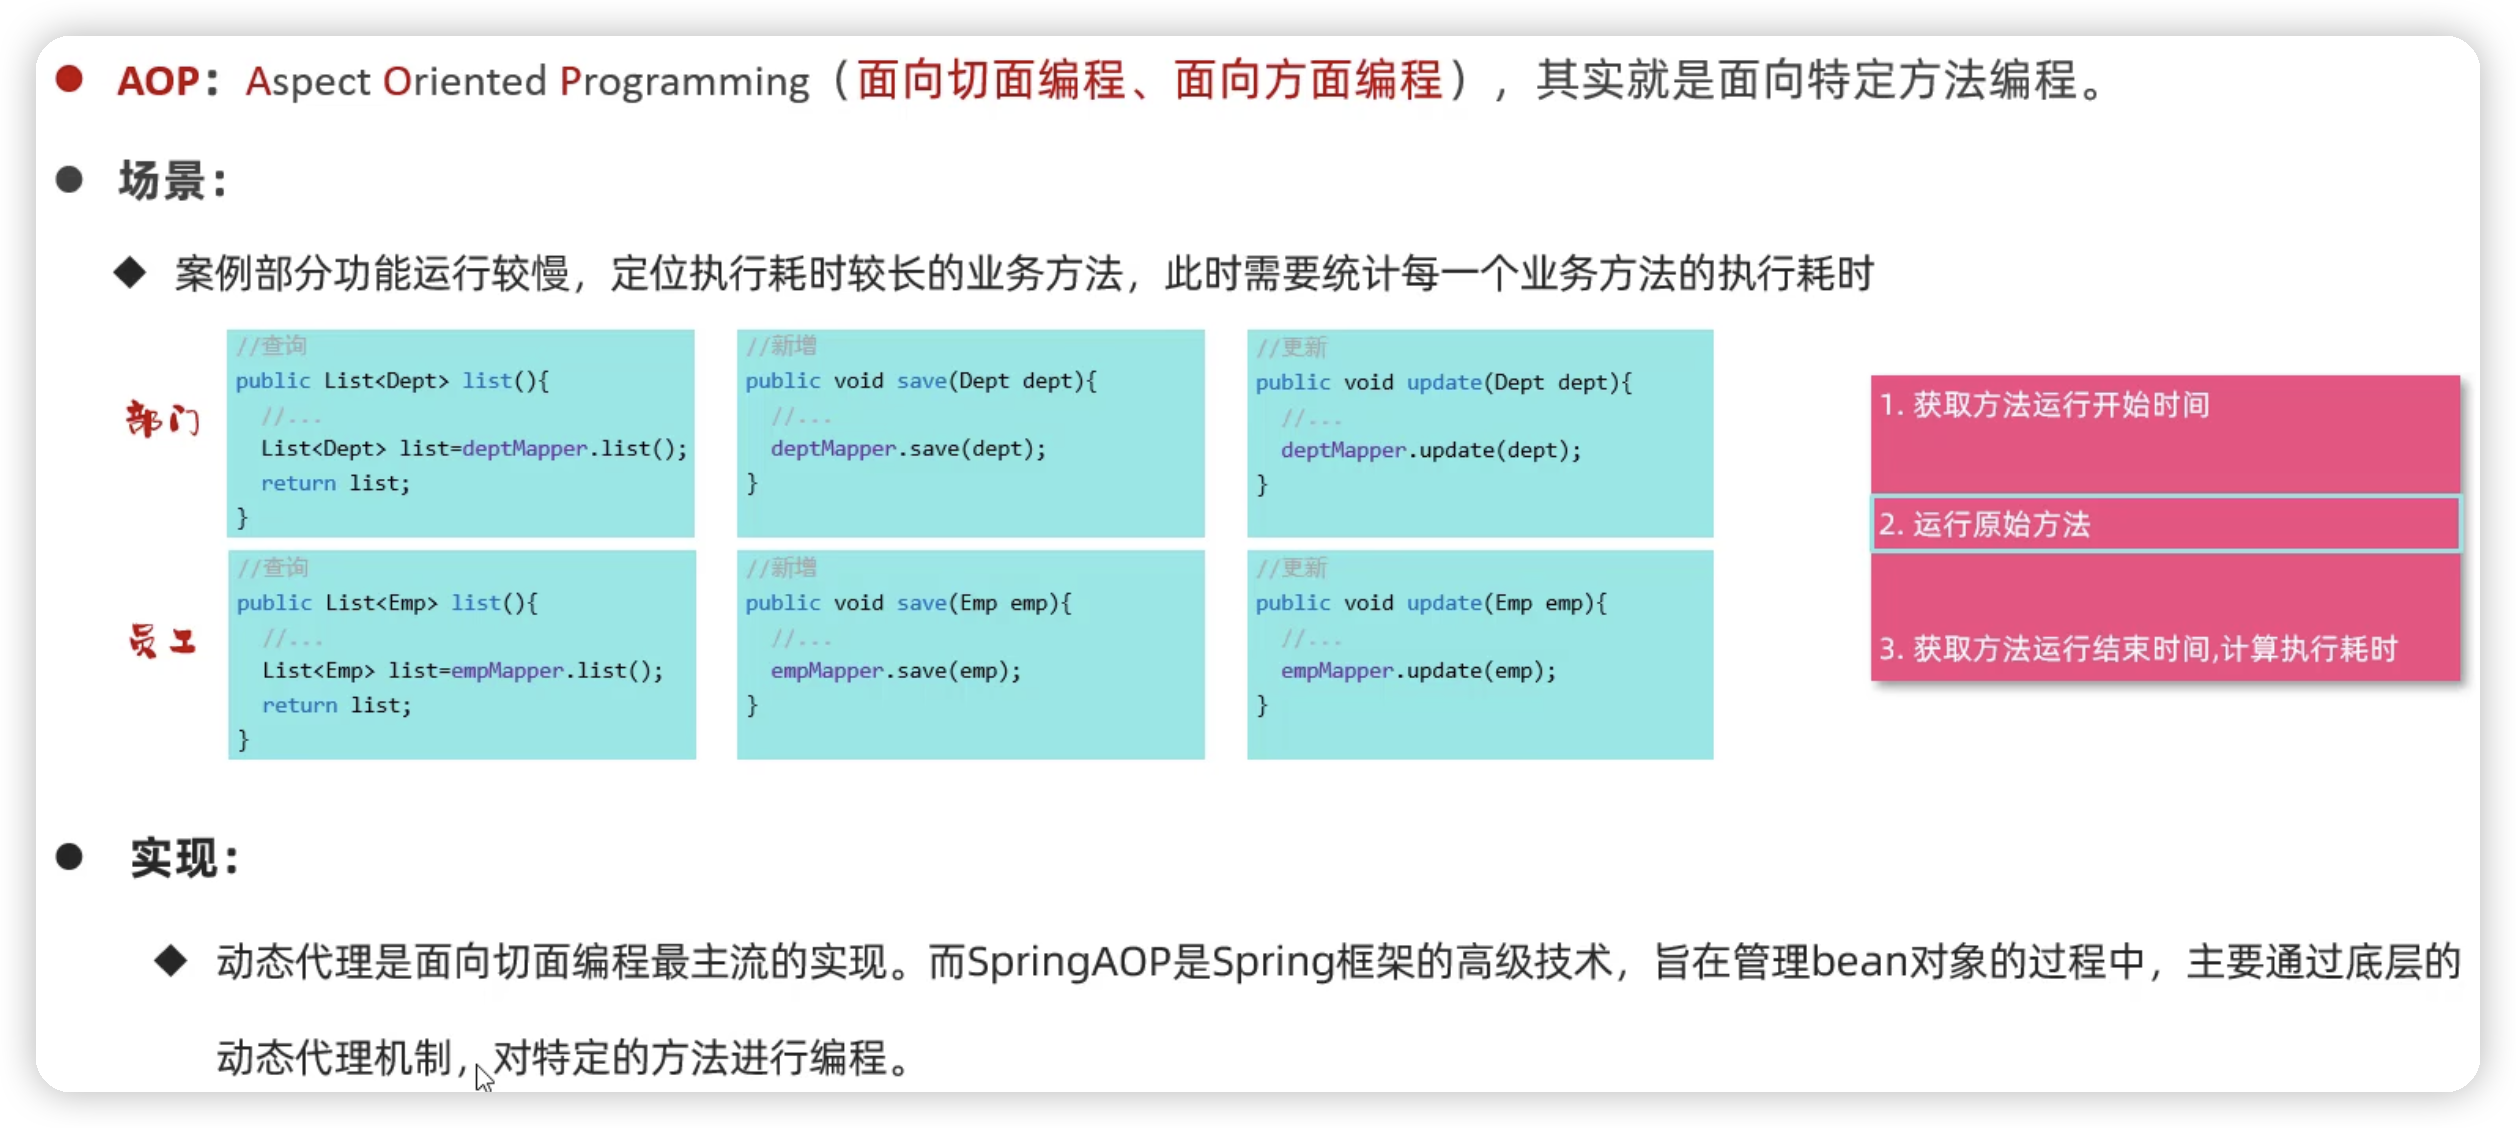 AOP：Aspect Oriented Programming（面向切面编程、面向方面编程），其实就是面向特定方法编程。
场景：
案例部分功能运行较慢，定位执行耗时较长的业务方法，此时需要统计每一个业务方法的执行耗时
部门
//查询
public List<Dept> list(){
//...
List<Dept> list=deptMapper.list();
return list;
}
//新增
public void save(Dept dept){
//...
deptMapper.save(dept);
}
//更新
public void update(Dept dept){
//...
deptMapper.update(dept);
}
员工
//查询
public List<Emp> list(){
//...
List<Emp> list=empMapper.list();
return list;
}
//新增
public void save(Emp emp){
//...
empMapper.save(emp);
}
//更新
public void update(Emp emp){
//...
empMapper.update(emp);
}
1. 获取方法运行开始时间
2. 运行原始方法
3. 获取方法运行结束时间,计算执行耗时
实现：
动态代理是面向切面编程最主流的实现。而SpringAOP是Spring框架的高级技术，旨在管理bean对象的过程中，主要通过底层的
动态代理机制，对特定的方法进行编程。